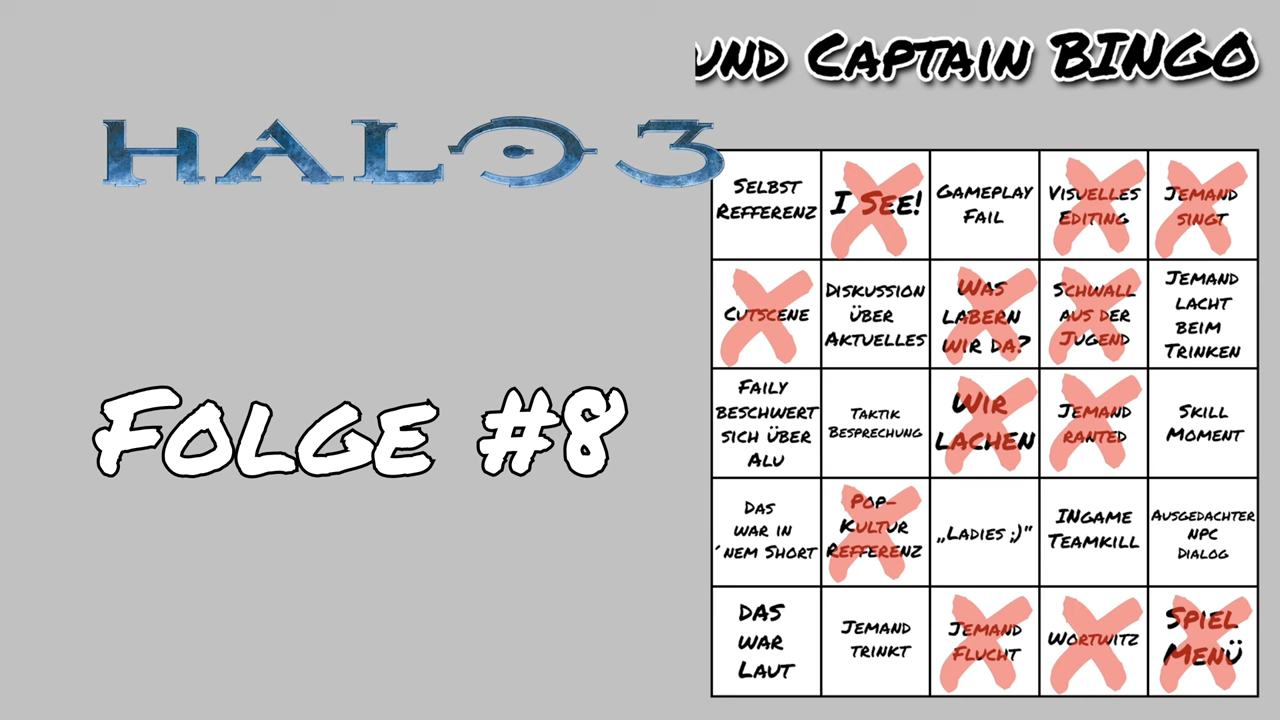 und Captain BINGO
HALO 3
Folge #8
Selbst
Refferenz
I See!
Gameplay
Fail
Visuelles
Editing
Jemand
singt
Cutscene
Diskussion
über
Aktuelles
Was
labern
wir da?
Schwall
aus der
Jugend
Jemand
lacht
beim
Trinken
Faily
beschwert
sich über
Alu
Taktik
Besprechung
Wir
lachen
Jemand
ranted
Skill
Moment
Das
war in
´nem Short
Pop-
Kultur
Refferenz
„Ladies ;)"
INgame
Teamkill
Ausgedachter
NPC
Dialog
das
war
laut
Jemand
trinkt
Jemand
Flucht
Wortwitz
Spiel
Menü